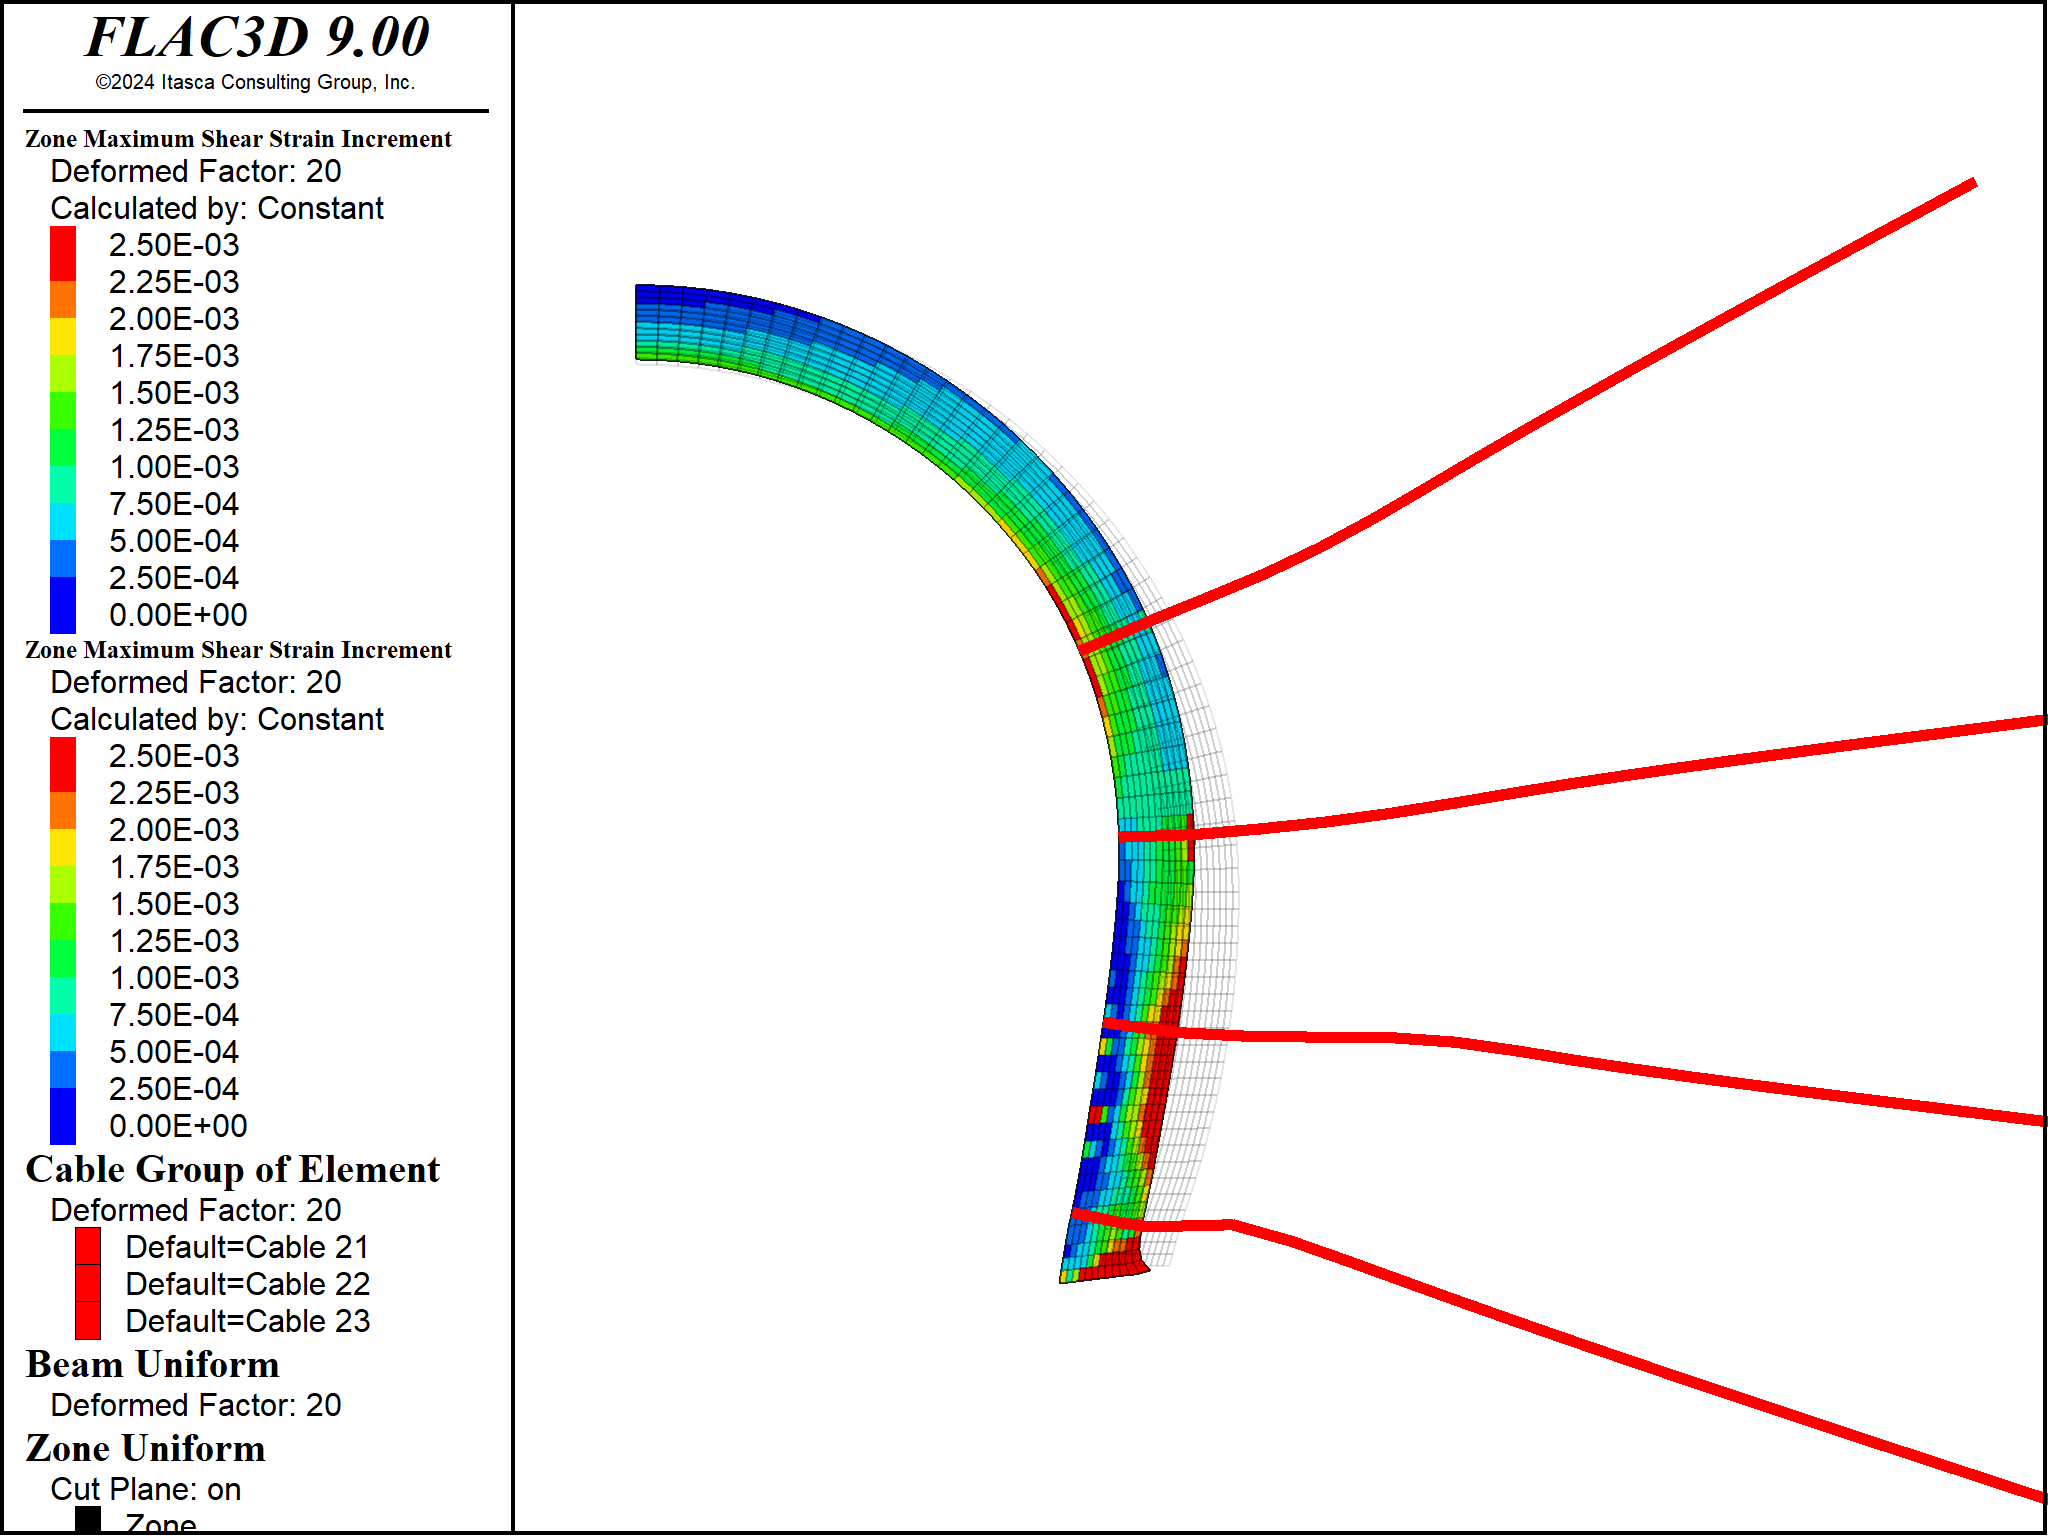 FLAC3D 9.00
©2024 Itasca Consulting Group, Inc.
Zone Maximum Shear Strain Increment
Deformed Factor: 20
Calculated by: Constant
2.50E-03
2.25E-03
2.00E-03
1.75E-03
1.50E-03
1.25E-03
1.00E-03
7.50E-04
5.00E-04
2.50E-04
0.00E+00
Zone Maximum Shear Strain Increment
Deformed Factor: 20
Calculated by: Constant
2.50E-03
2.25E-03
2.00E-03
1.75E-03
1.50E-03
1.25E-03
1.00E-03
7.50E-04
5.00E-04
2.50E-04
0.00E+00
Cable Group of Element
Deformed Factor: 20
Default=Cable 21
Default=Cable 22
Default=Cable 23
Beam Uniform
Deformed Factor: 20
Zone Uniform
Cut Plane: on
Zone